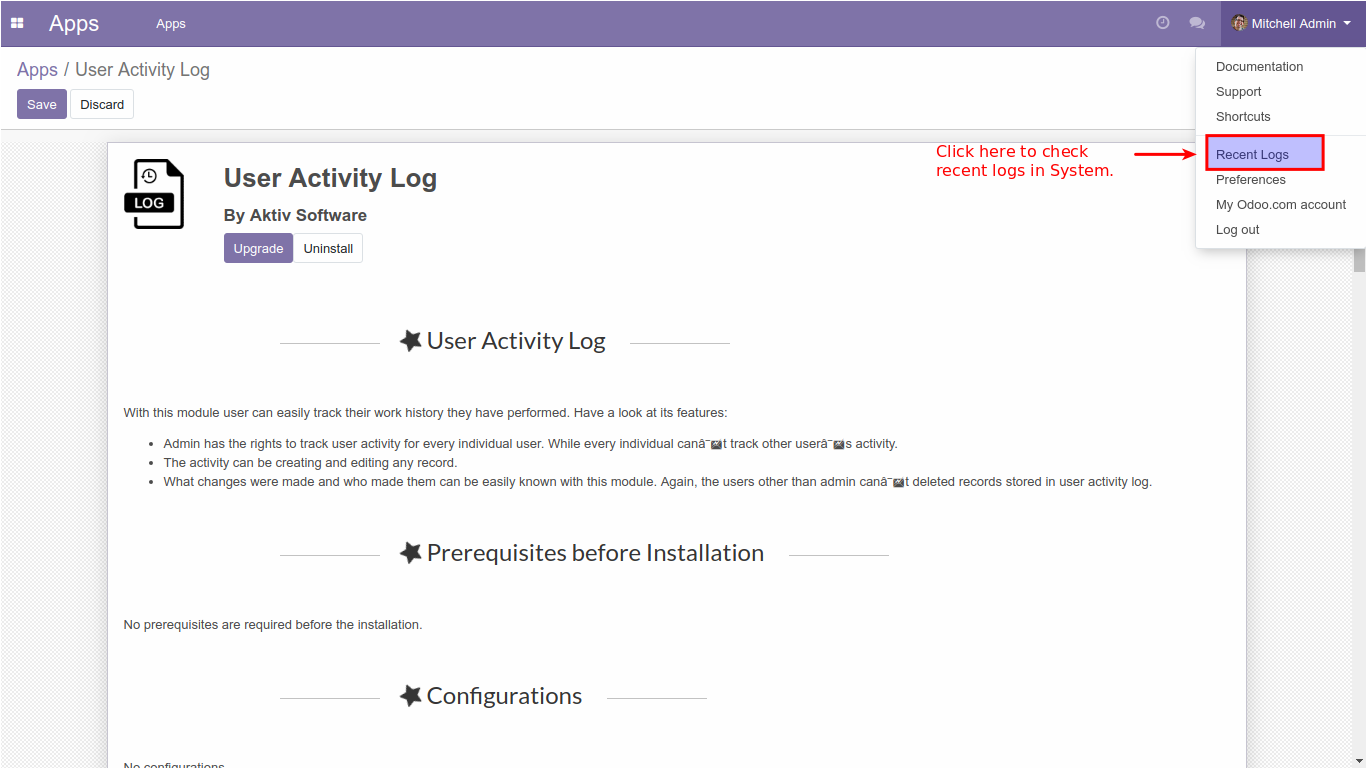 Apps
Apps
Mitchell Admin
Apps / User Activity Log
Save
Discard
Documentation
Support
Shortcuts
Recent Logs
Preferences
My Odoo.com account
Log out
Click here to check
recent logs in System.
LOG
User Activity Log
By Aktiv Software
Upgrade
Uninstall
User Activity Log
With this module user can easily track their work history they have performed. Have a look at its features:
Admin has the rights to track user activity for every individual user. While every individual canâ¯t track other userâ¯s activity.
The activity can be creating and editing any record.
What changes were made and who made them can be easily known with this module. Again, the users other than admin canâ¯t deleted records stored in user activity log.
Prerequisites before Installation
No prerequisites are required before the installation.
Configurations
No configurations